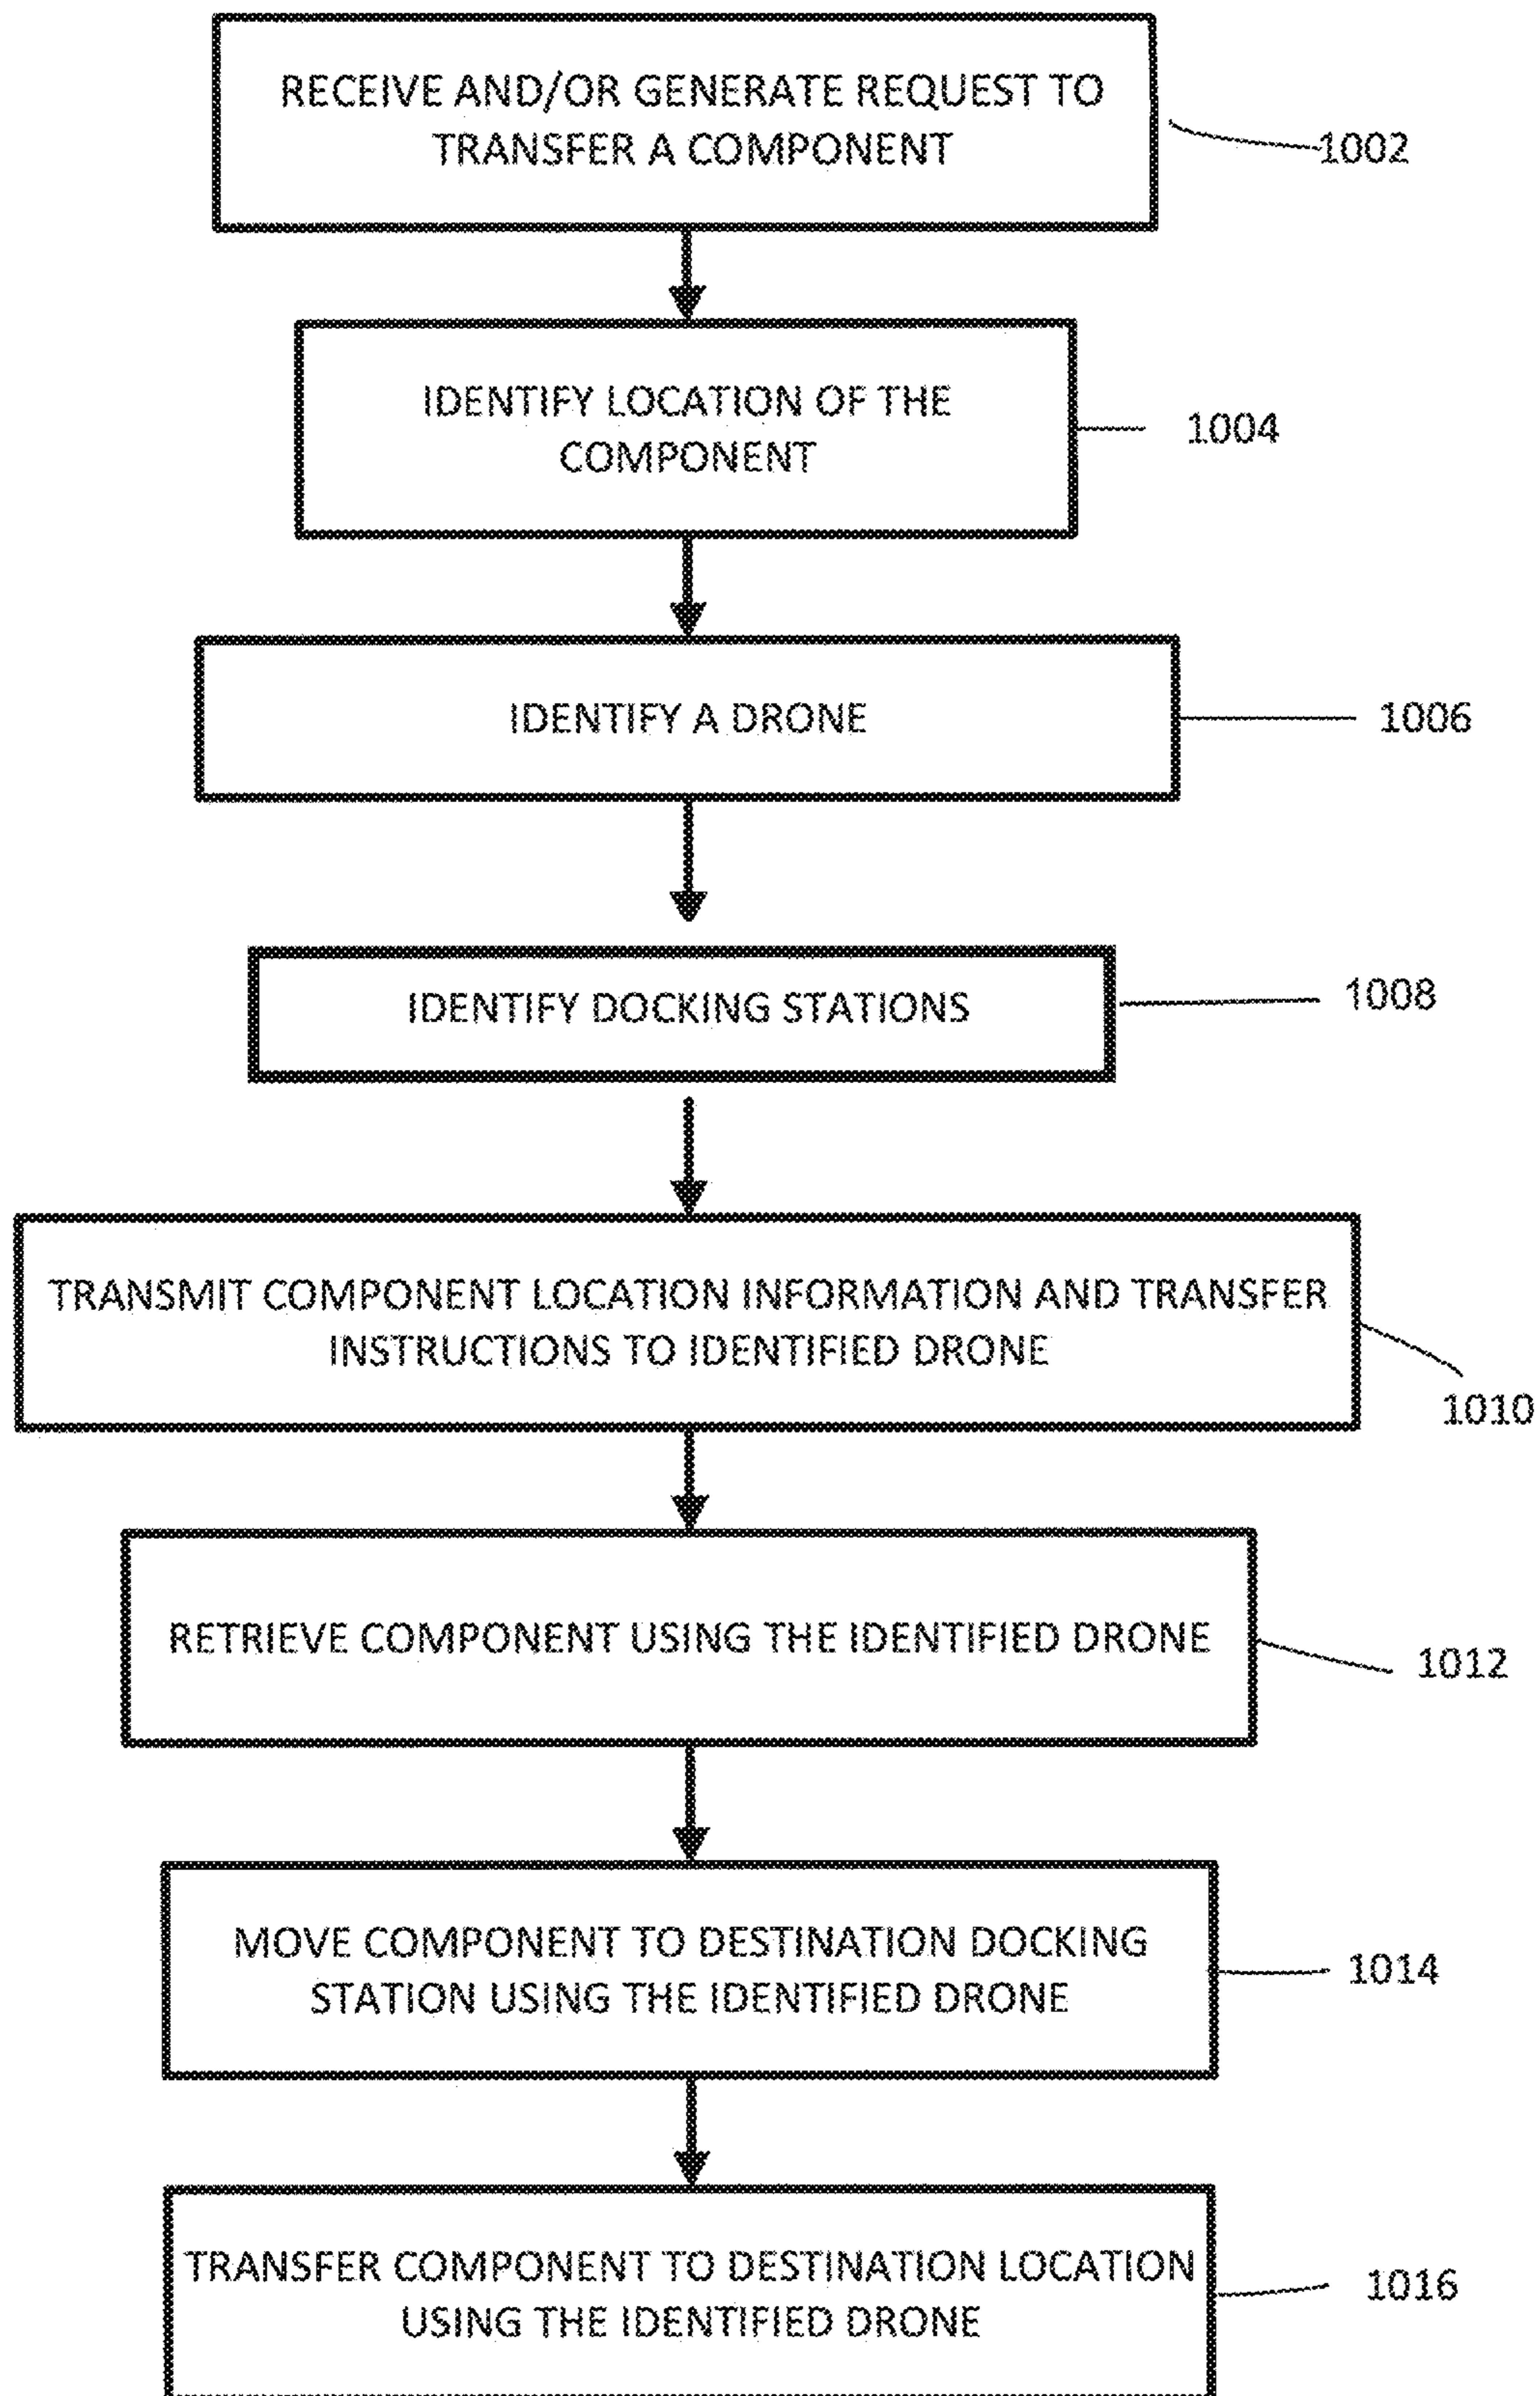 RECEIVE AND/OR GENERATE REQUEST TO
TRANSFER A COMPONENT
1002
IDENTIFY LOCATION OF THE
COMPONENT
1004
IDENTIFY A DRONE
1006
IDENTIFY DOCKING STATIONS
1008
TRANSMIT COMPONENT LOCATION INFORMATION AND TRANSFER
INSTRUCTIONS TO IDENTIFIED DRONE
1010
RETRIEVE COMPONENT USING THE IDENTIFIED DRONE
1012
MOVE COMPONENT TO DESTINATION DOCKING
STATION USING THE IDENTIFIED DRONE
1014
TRANSFER COMPONENT TO DESTINATION LOCATION
USING THE IDENTIFIED DRONE
1016